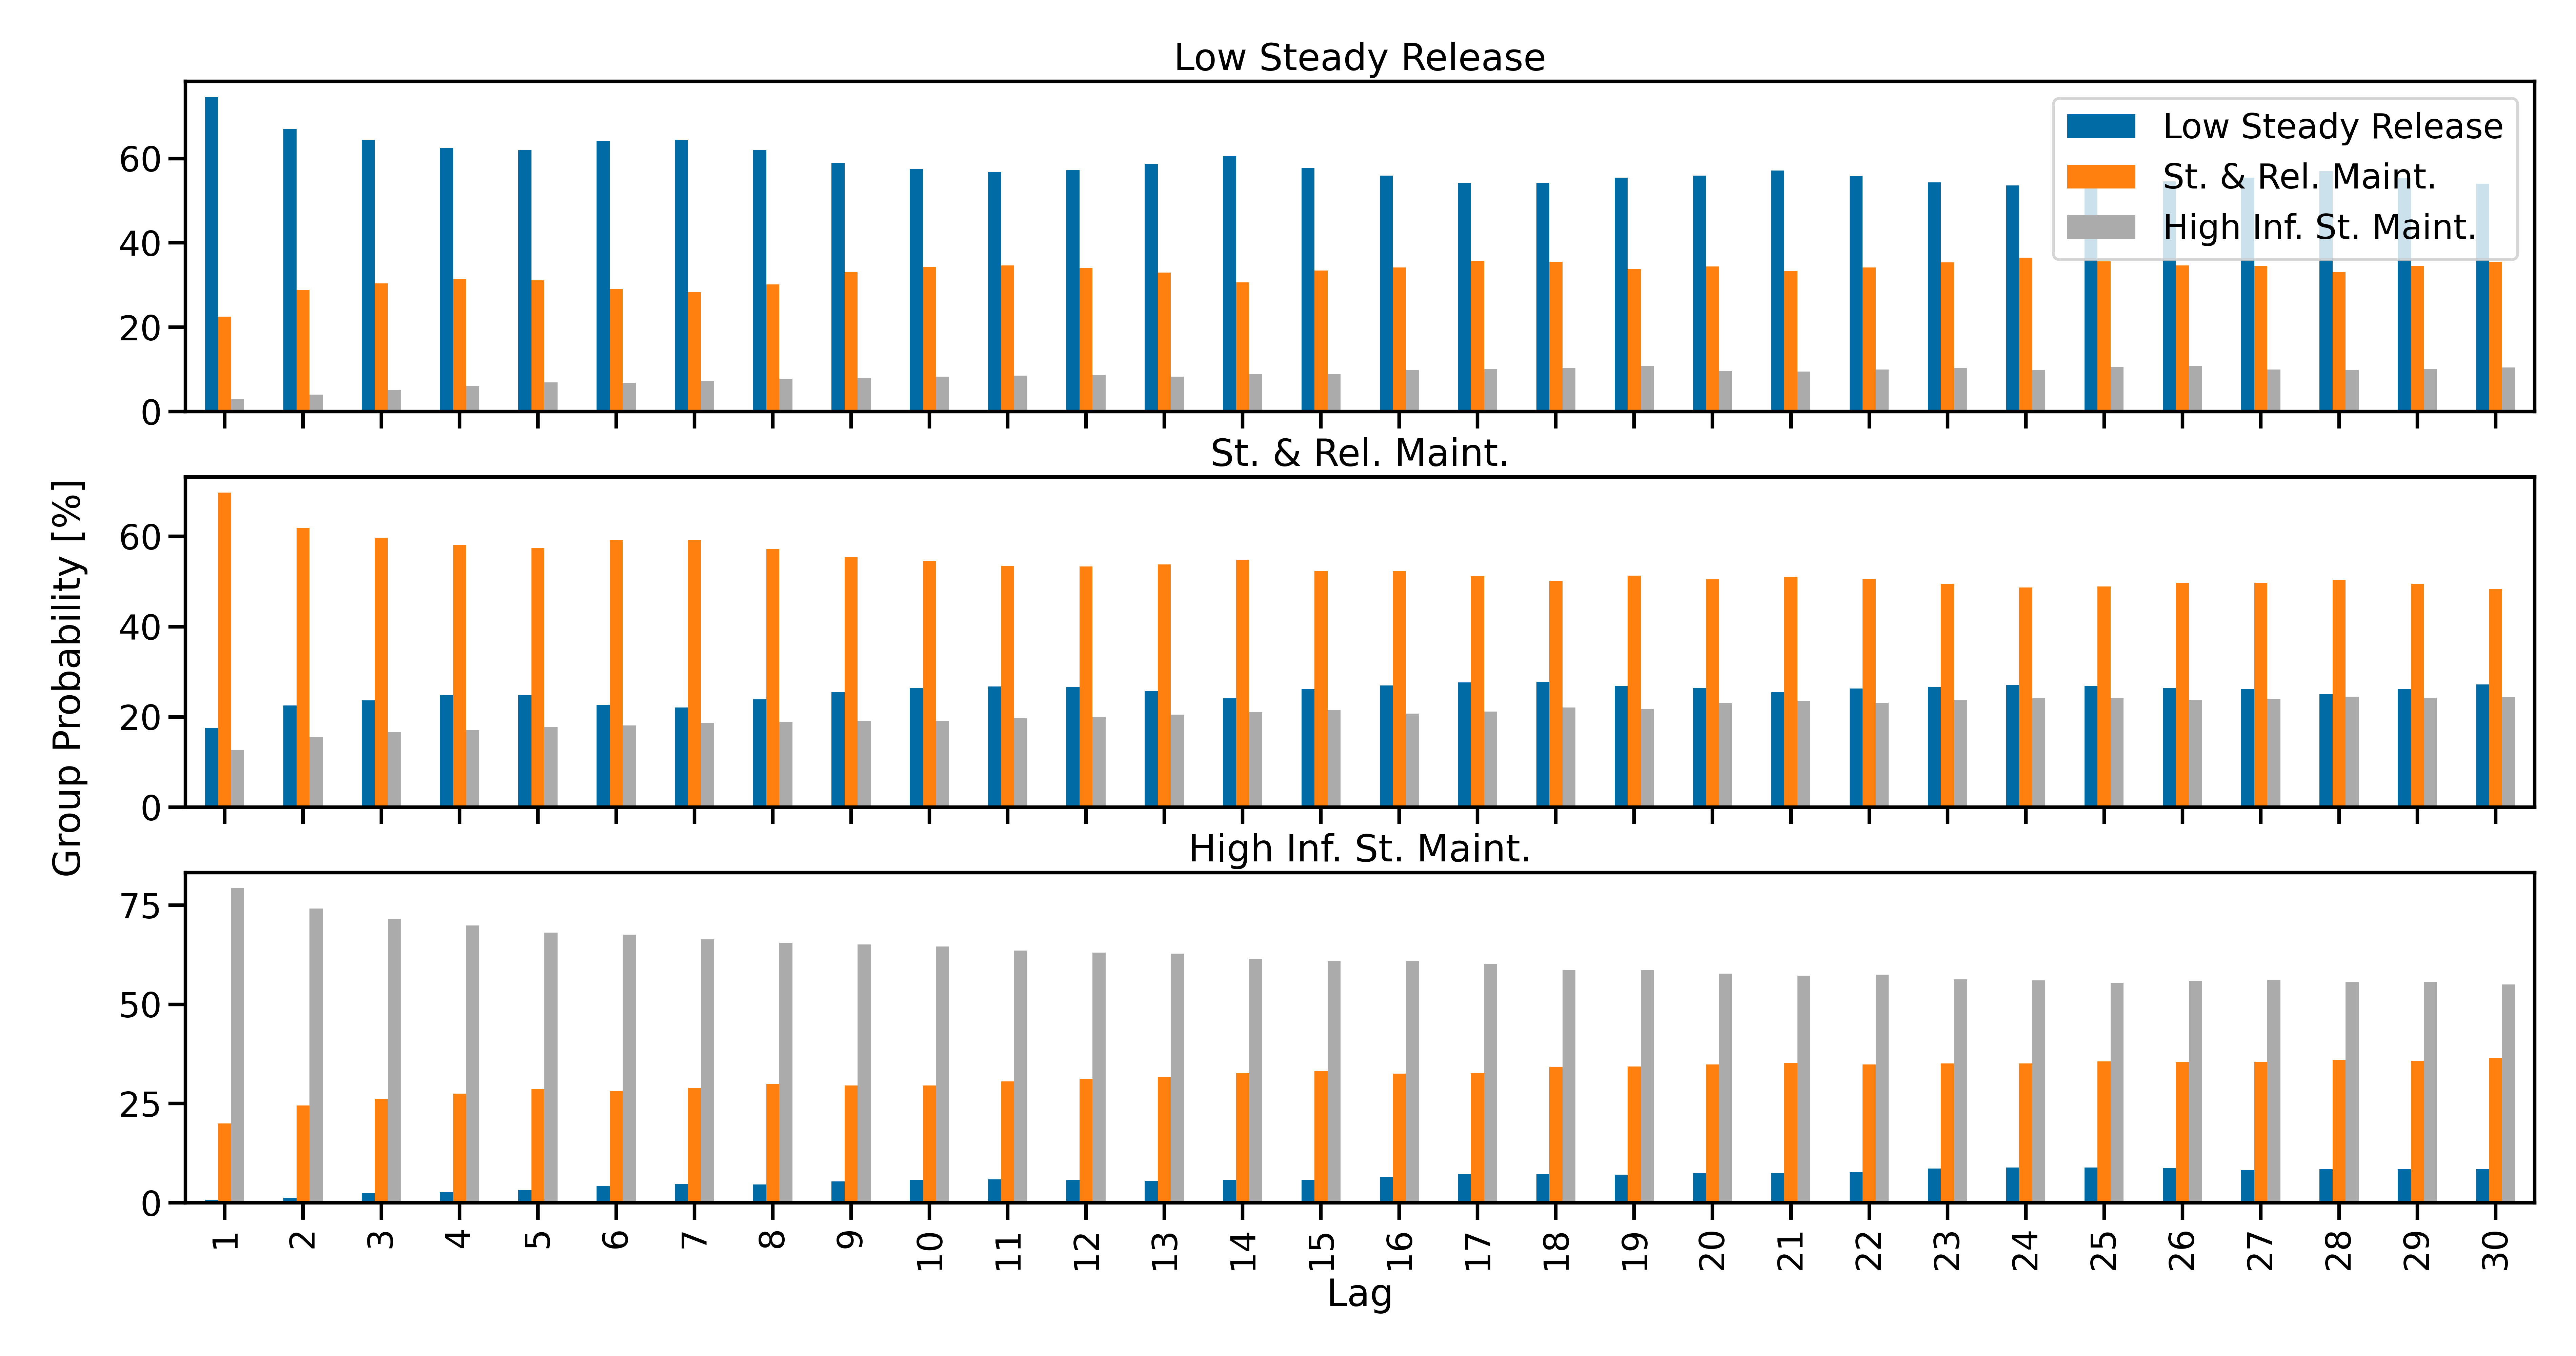 Low Steady Release
Low Steady Release
St. & Rel. Maint.
High Inf. St. Maint.
60
40
20
0
St. & Rel. Maint.
60
40
20
0
Group Probability [%]
High Inf. St. Maint.
75
50
25
0
1 2 3 4 5 6 7 8 9 10 11 12 13 14 15 16 17 18 19 20 21 22 23 24 25 26 27 28 29 30
Lag